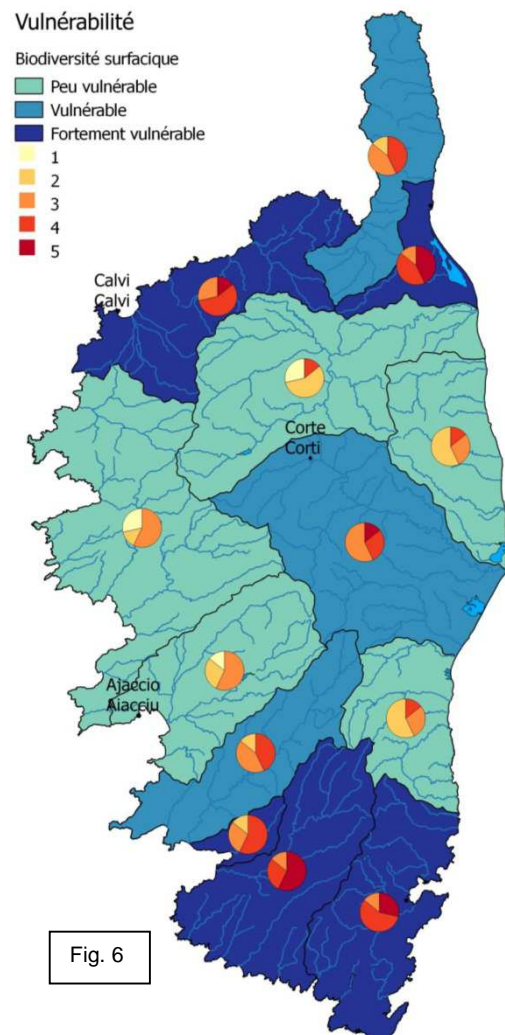 Vulnérabilité
Biodiversité surfacique
Peu vulnérable
Vulnérable
Fortement vulnérable
1
2
3
4
5
Calvi
Calvi
Corte
Corti
Ajaccio
Aiacciu
Fig. 6